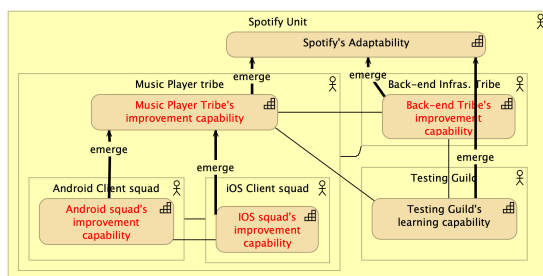 Spotify Unit
Spotify's Adaptability
emerge
emerge
Music Player tribe
Back-end Infras. Tribe
Music Player Tribe's
improvement capability
Back-end Tribe's
improvement
capability
emerge
emerge
emerge
Testing Guild
Android Client squad
iOS Client squad
Android squad's
improvement
capability
IOS squad's
improvement
capability
Testing Guild's
learning capability